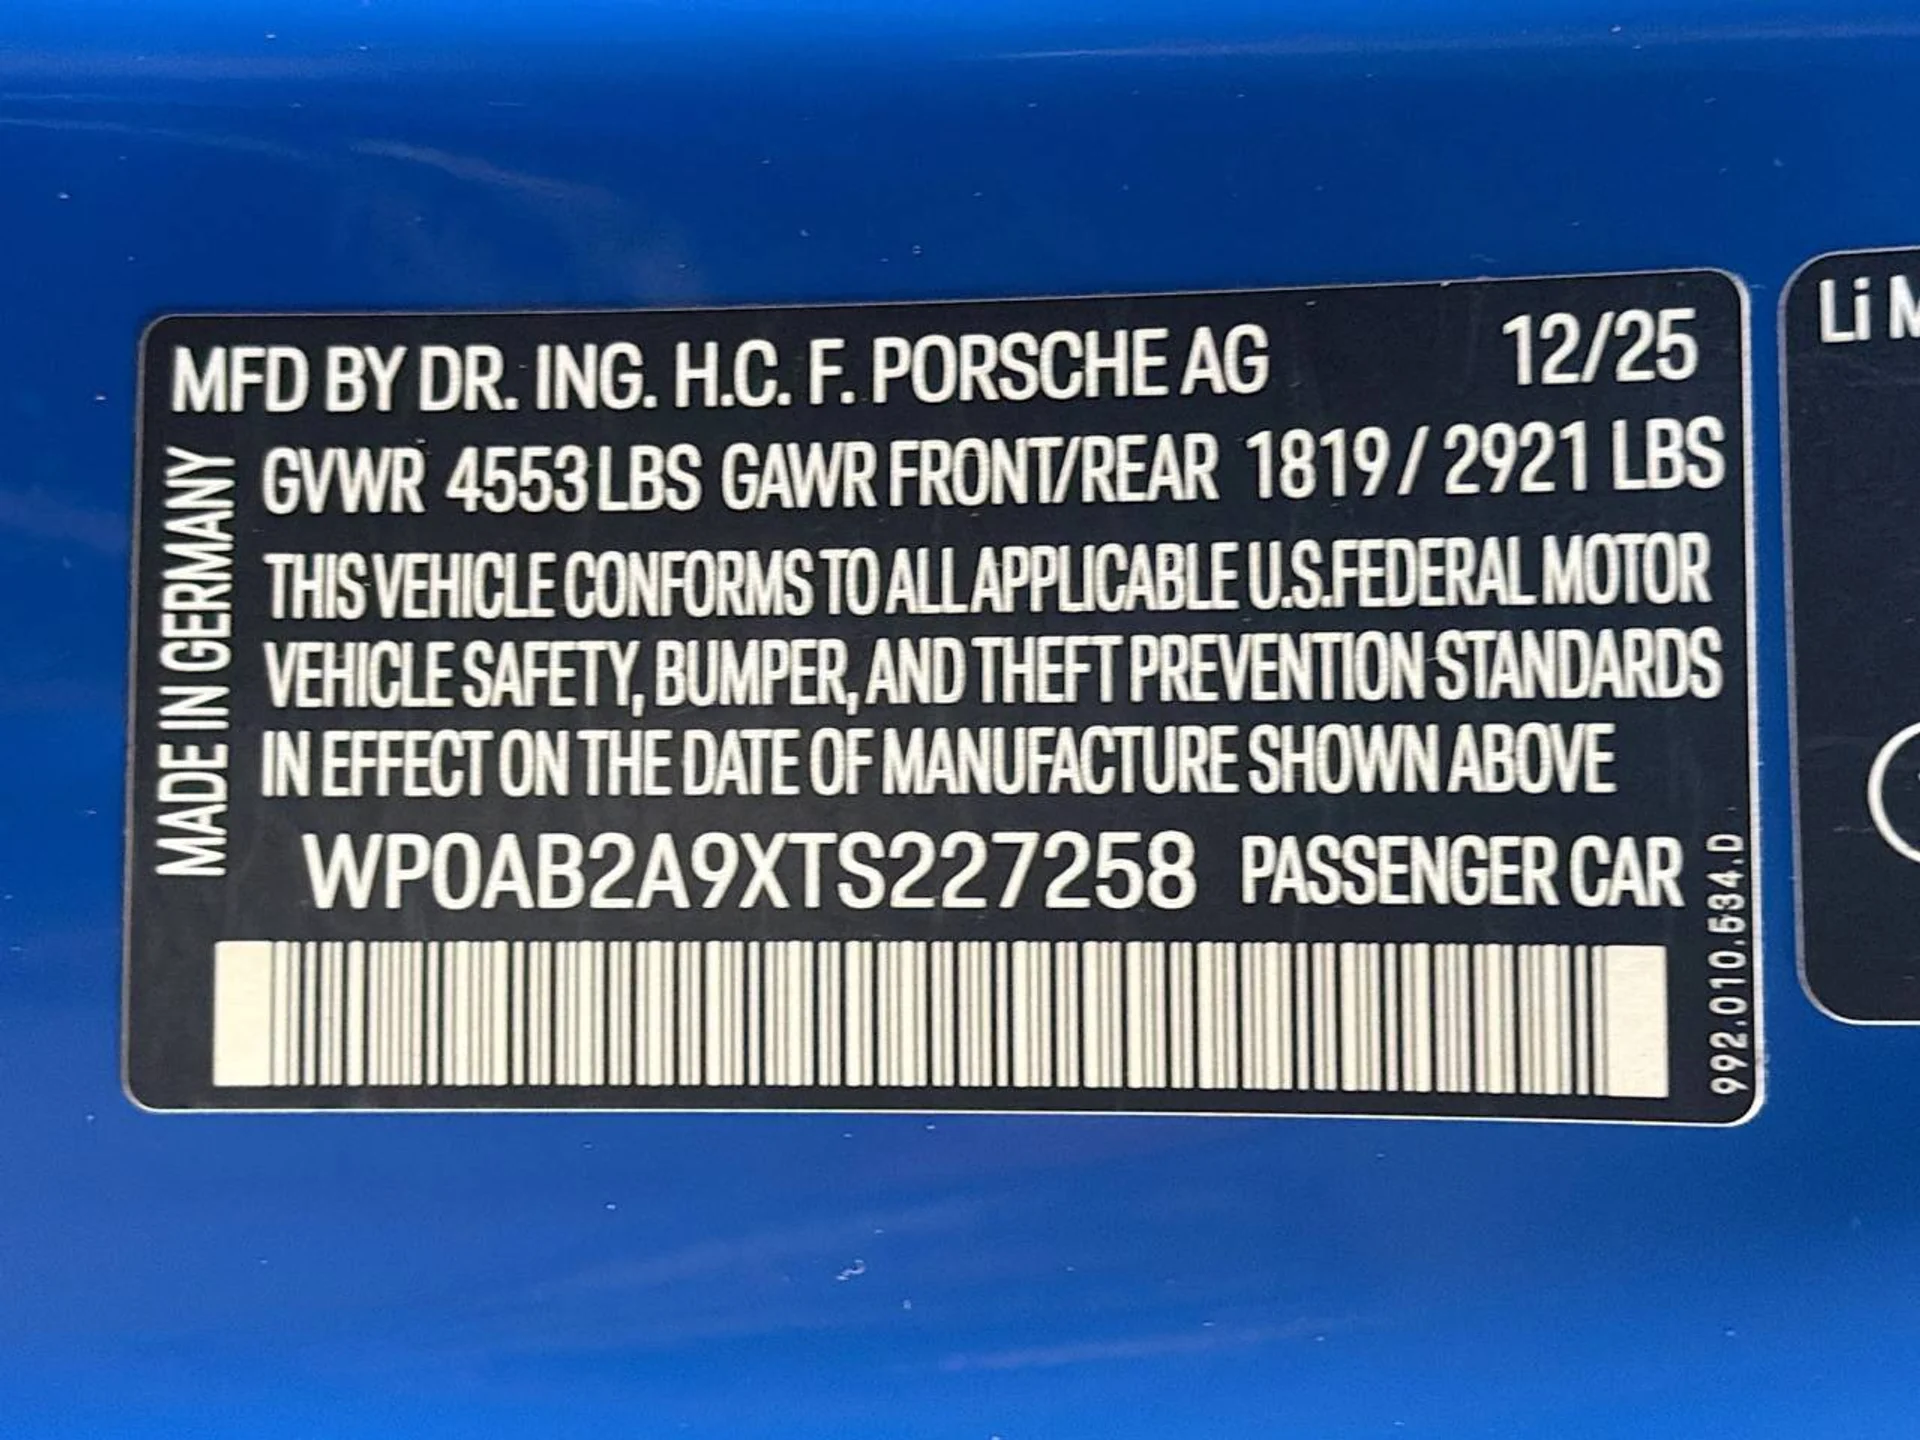 MFD BY DR. ING. H.C. F. PORSCHE AG 12/25
GVWR 4553 LBS GAWR FRONT/REAR 1819 / 2921 LBS
THIS VEHICLE CONFORMS TO ALL APPLICABLE U.S.FEDERAL MOTOR
VEHICLE SAFETY, BUMPER, AND THEFT PREVENTION STANDARDS
IN EFFECT ON THE DATE OF MANUFACTURE SHOWN ABOVE
WP0AB2A9XTS227258 PASSENGER CAR
MADE IN GERMANY
992.010.534.D
Li